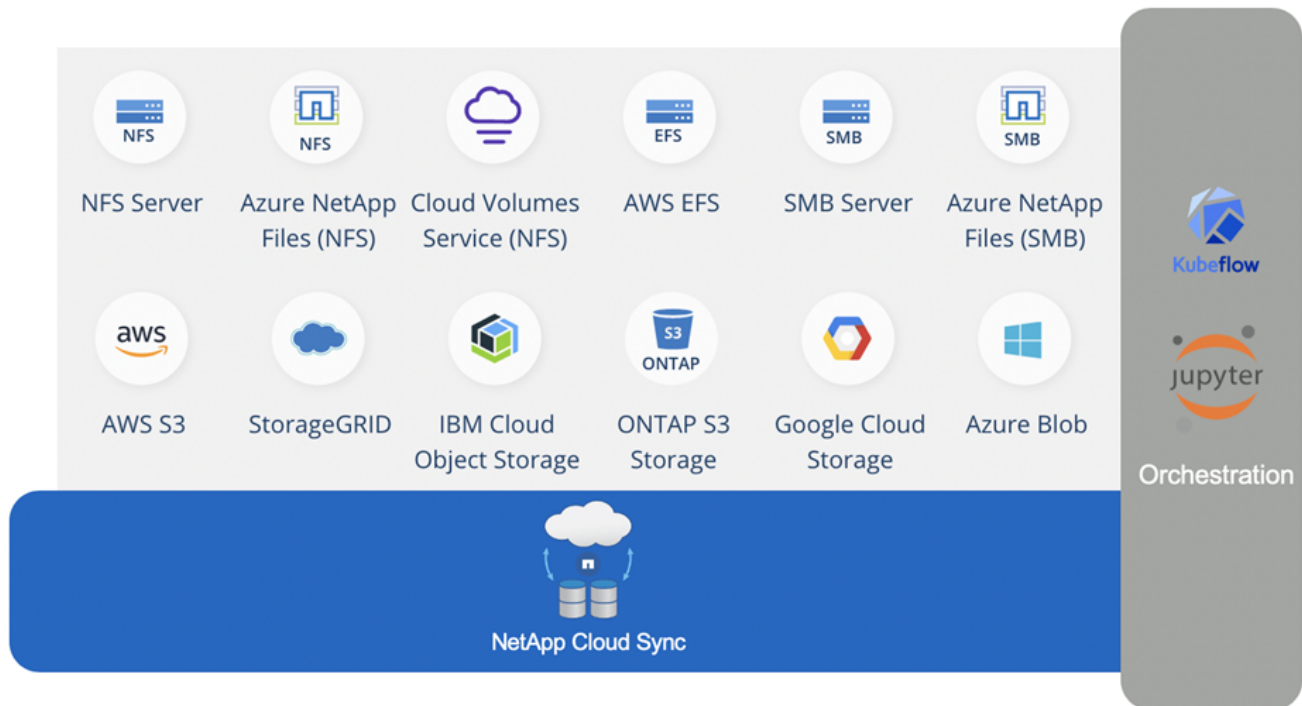 NFS
NFS
EFS
SMB
SMB
NFS Server
Azure NetApp
Files (NFS)
Cloud Volumes
Service (NFS)
AWS EFS
SMB Server
Azure NetApp
Files (SMB)
aws
S3
ONTAP
AWS S3
StorageGRID
IBM Cloud
Object Storage
ONTAP S3
Storage
Google Cloud
Storage
Azure Blob
NetApp Cloud Sync
Kubeflow
jupyter
Orchestration